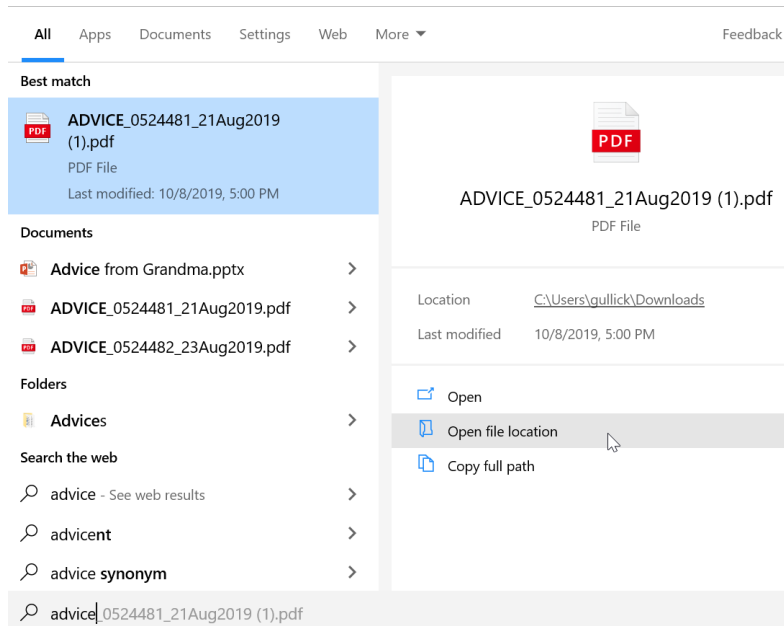 All Apps Documents Settings Web More Feedback
Best match
PDF
ADVICE_0524481_21Aug2019
(1).pdf
PDF File
Last modified: 10/8/2019, 5:00 PM
Documents
Advice from Grandma.pptx
ADVICE_0524481_21Aug2019.pdf
ADVICE_0524482_23Aug2019.pdf
Folders
Advices
Search the web
advice - See web results
advicent
advice synonym
advice_0524481_21Aug2019 (1).pdf
PDF
ADVICE_0524481_21Aug2019 (1).pdf
PDF File
Location C:\Users\gullick\Downloads
Last modified 10/8/2019, 5:00 PM
Open
Open file location
Copy full path